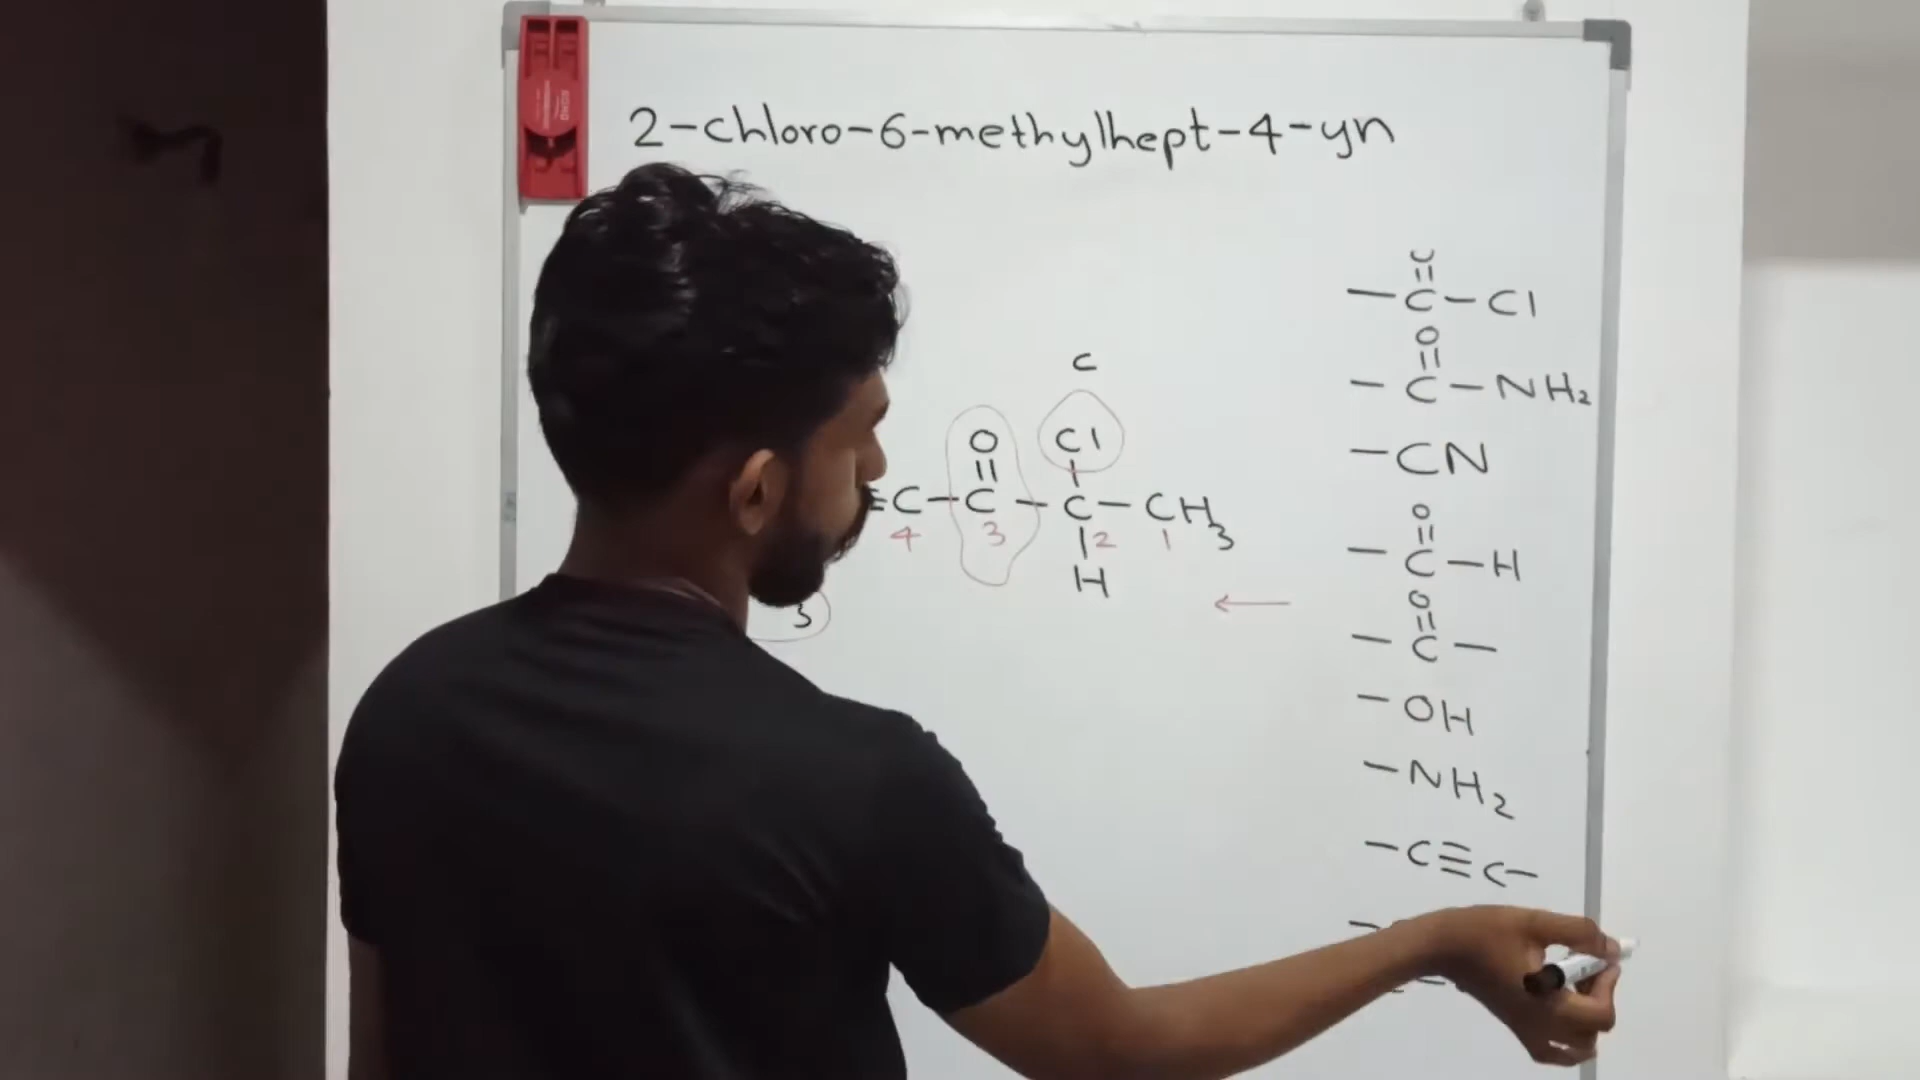 2-chloro-6-methylhept-4-yn
C
O Cl
≡C-C-C-CH3
4 3 2 1
H
3
-C-Cl
O
-C-NH2
-CN
O
-C-H
O
-C-
-OH
-NH2
-C≡C-